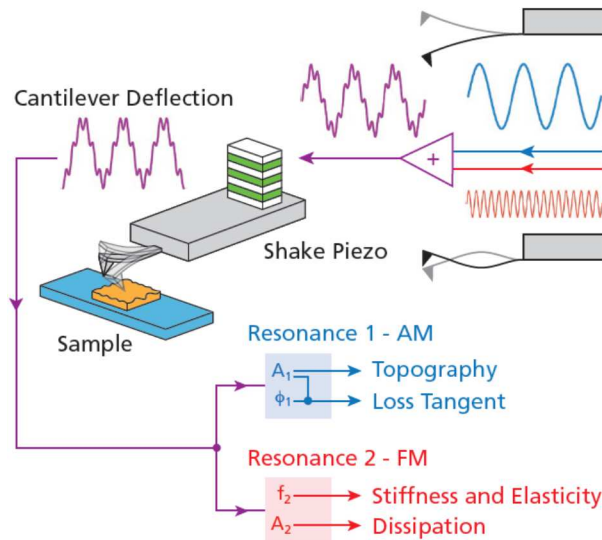 Cantilever Deflection
+
Shake Piezo
Sample
Resonance 1 - AM
A₁
Topography
ϕ₁
Loss Tangent
Resonance 2 - FM
f₂
Stiffness and Elasticity
A₂
Dissipation